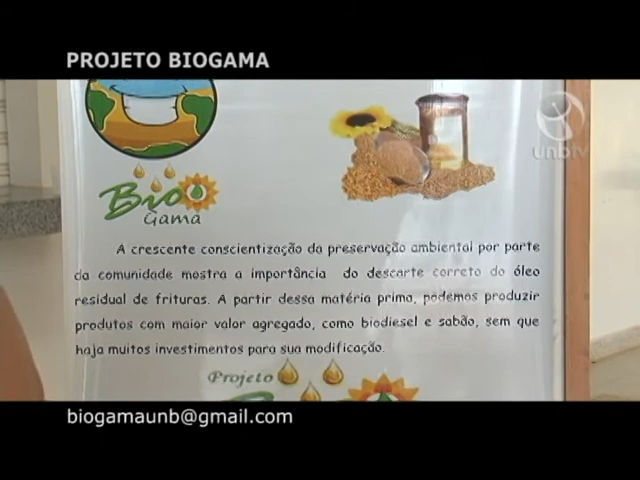 PROJETO BIOGAMA
unbtv
Bio
Gama
A crescente conscientização da preservação ambiental por parte
da comunidade mostra a importância do descarte correto do óleo
residual de frituras. A partir dessa matéria prima, podemos produzir
produtos com maior valor agregado, como biodiesel e sabão, sem que
haja muitos investimentos para sua modificação.
Projeto
biogamaunb@gmail.com